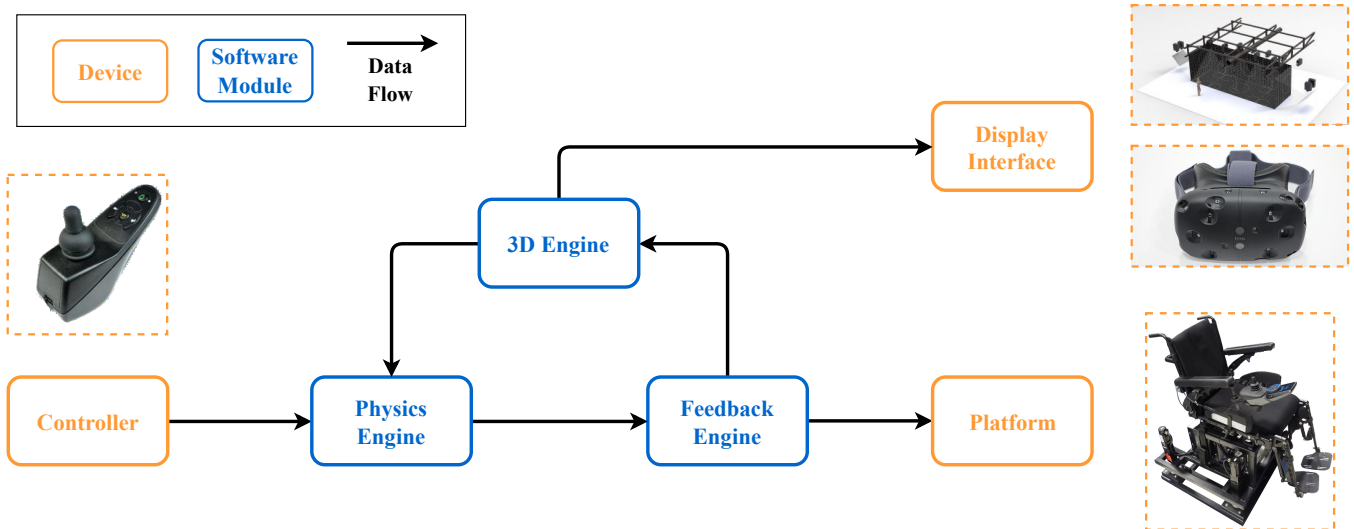 Device
Software
Module
Data
Flow
Display
Interface
3D Engine
Controller
Physics
Engine
Feedback
Engine
Platform